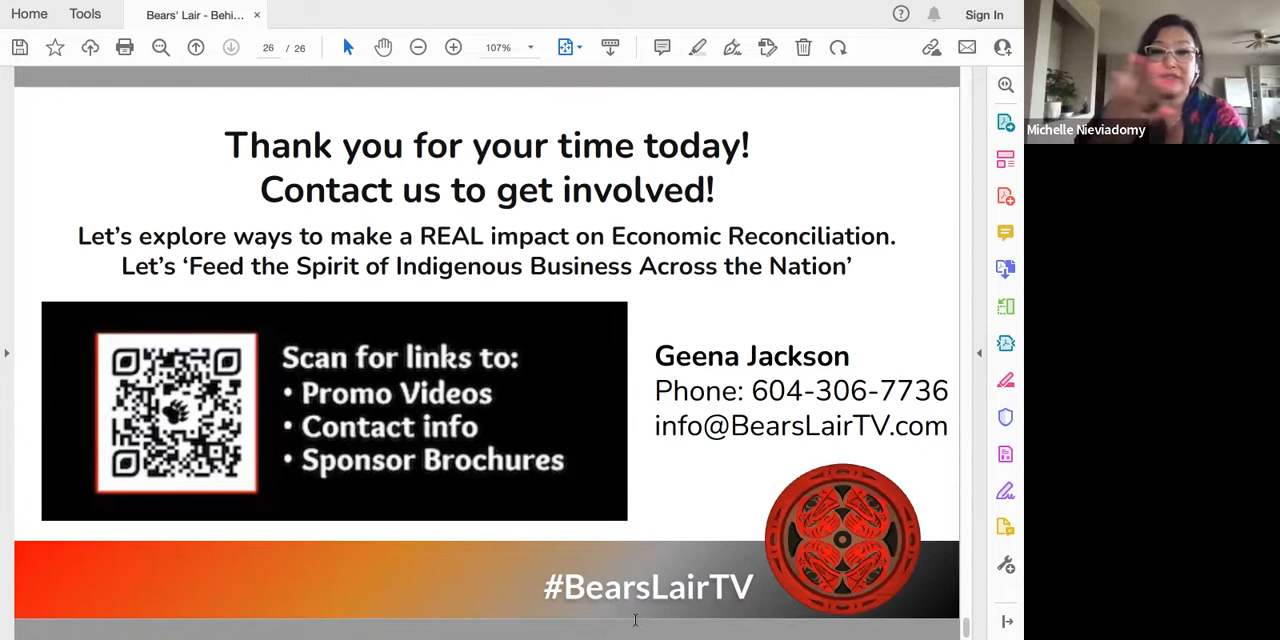 Home
Tools
Bears' Lair - Behi...
×
?
Sign In
26 / 26
107%
Thank you for your time today!
Contact us to get involved!
Let's explore ways to make a REAL impact on Economic Reconciliation.
Let's ‘Feed the Spirit of Indigenous Business Across the Nation’
Scan for links to:
• Promo Videos
• Contact info
• Sponsor Brochures
Geena Jackson
Phone: 604-306-7736
info@BearsLairTV.com
#BearsLairTV
Michelle Nieviadomy